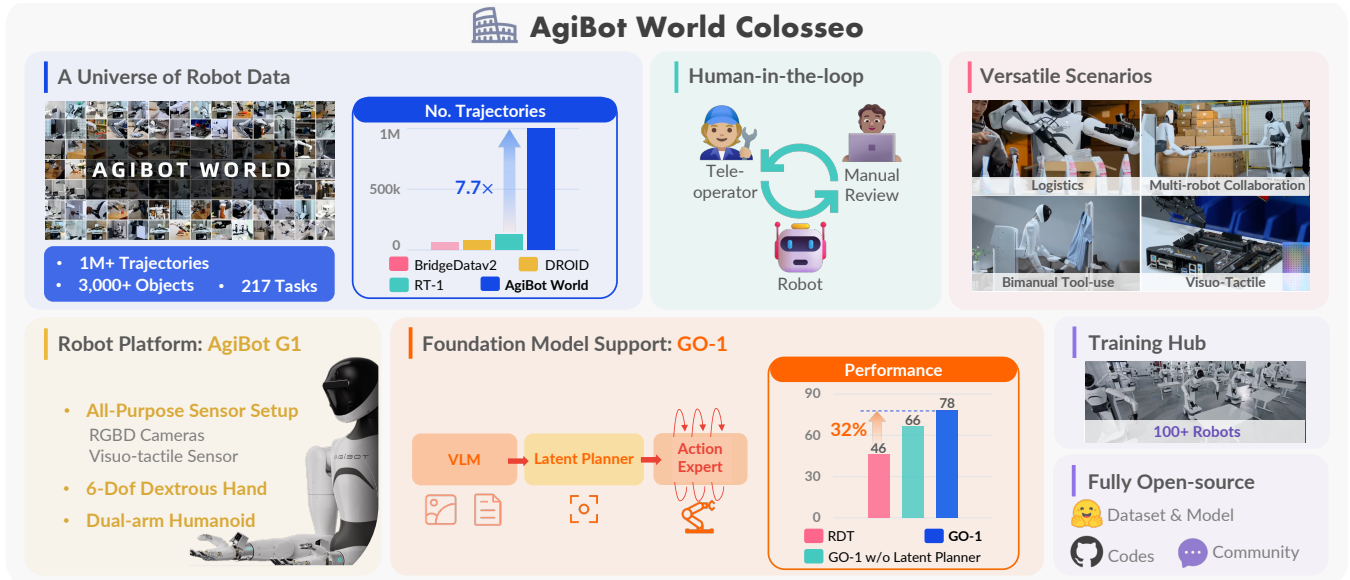 AgiBot World Colosseo
A Universe of Robot Data
AGIBOT WORLD
• 1M+ Trajectories
• 3,000+ Objects • 217 Tasks
No. Trajectories
1M
500k
0
7.7×
BridgeDatav2 DROID
RT-1 AgiBot World
Human-in-the-loop
Tele-
operator
Manual
Review
Robot
Versatile Scenarios
Logistics
Multi-robot Collaboration
Bimanual Tool-use
Visuo-Tactile
Robot Platform: AgiBot G1
• All-Purpose Sensor Setup
RGBD Cameras
Visuo-tactile Sensor
• 6-Dof Dextrous Hand
• Dual-arm Humanoid
AGIBOT
Foundation Model Support: GO-1
VLM
Latent Planner
Action
Expert
Performance
90
60
30
0
32%
46
66
78
RDT GO-1
GO-1 w/o Latent Planner
Training Hub
100+ Robots
Fully Open-source
Dataset & Model
Codes
Community